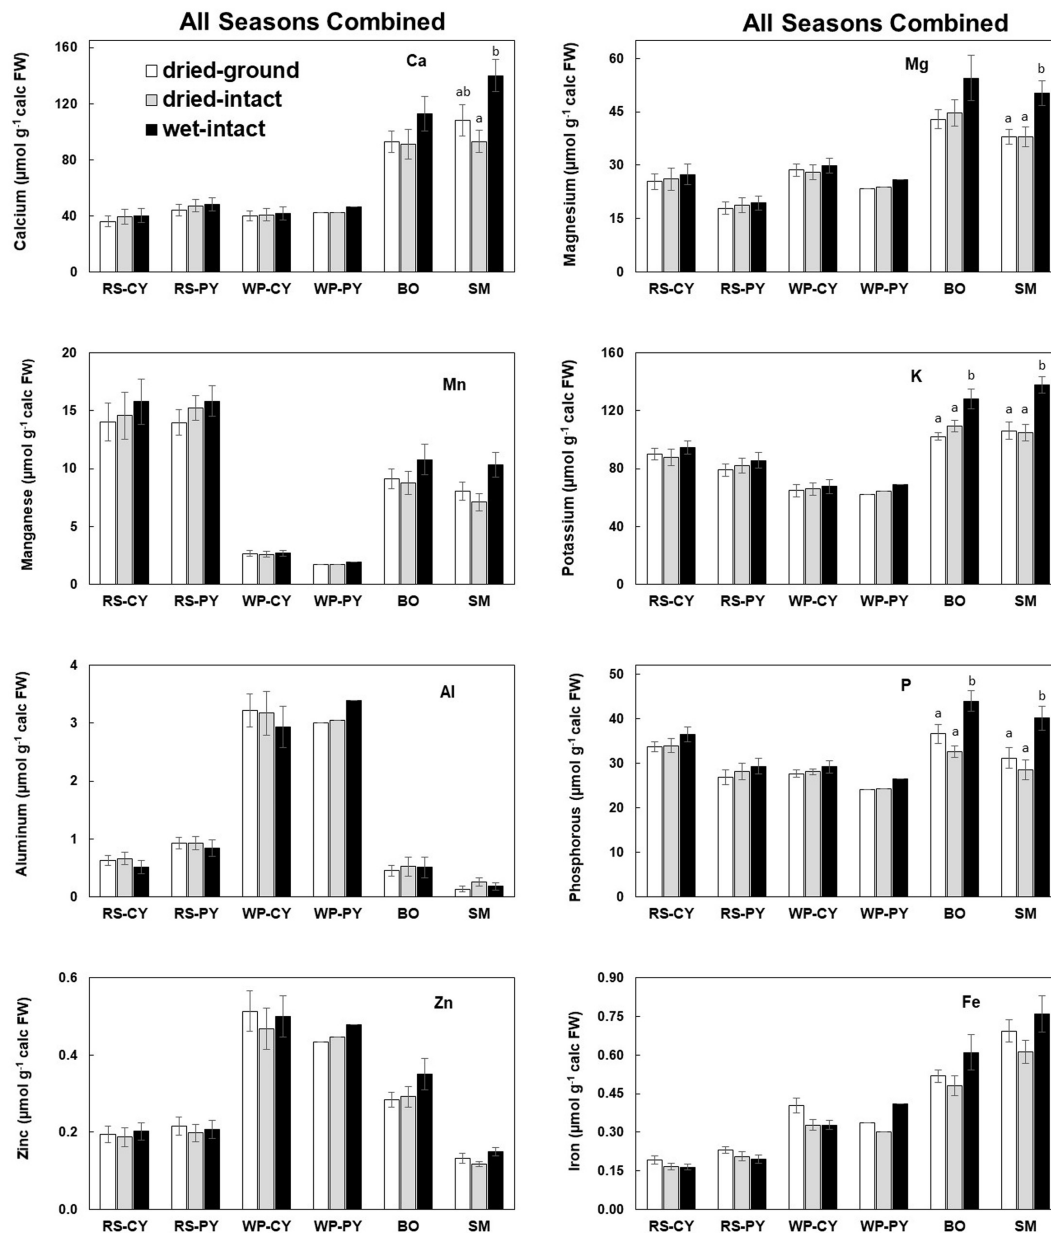 All Seasons Combined
All Seasons Combined
Calcium (µmol g-1 calc FW)
160
120
80
40
0
Ca
dried-ground
dried-intact
wet-intact
ab
a
b
RS-CY RS-PY WP-CY WP-PY BO SM
Magnesium (µmol g-1 calc FW)
60
45
30
15
0
Mg
a a b
RS-CY RS-PY WP-CY WP-PY BO SM
Manganese (µmol g-1 calc FW)
20
15
10
5
0
Mn
RS-CY RS-PY WP-CY WP-PY BO SM
Potassium (µmol g-1 calc FW)
160
120
80
40
0
K
a a b a a b
RS-CY RS-PY WP-CY WP-PY BO SM
Aluminum (µmol g-1 calc FW)
4
3
2
1
0
Al
RS-CY RS-PY WP-CY WP-PY BO SM
Phosphorous (µmol g-1 calc FW)
50
40
30
20
10
0
P
a a b a a b
RS-CY RS-PY WP-CY WP-PY BO SM
Zinc (µmol g-1 calc FW)
0.6
0.4
0.2
0.0
Zn
RS-CY RS-PY WP-CY WP-PY BO SM
Iron (µmol g-1 calc FW)
0.90
0.75
0.60
0.45
0.30
0.15
0.00
Fe
RS-CY RS-PY WP-CY WP-PY BO SM